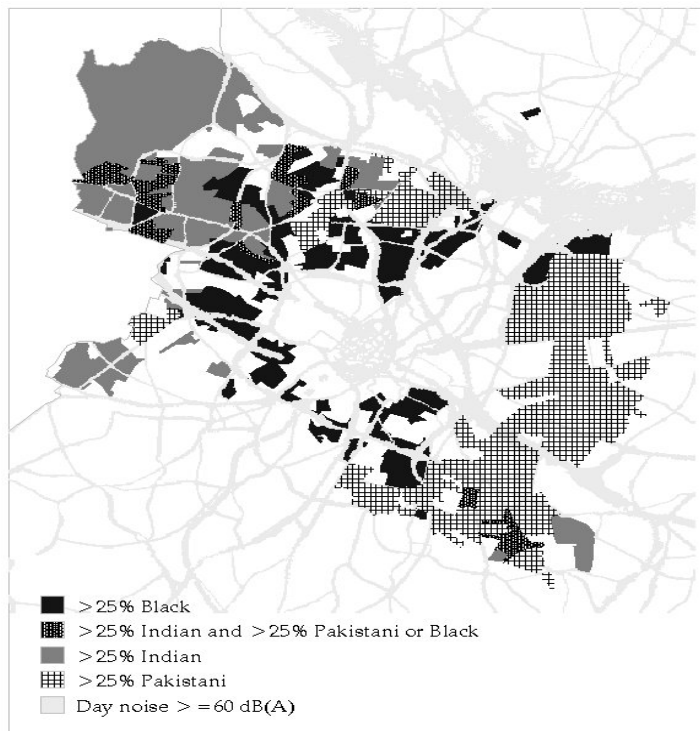 >25% Black
>25% Indian and >25% Pakistani or Black
>25% Indian
>25% Pakistani
Day noise > =60 dB(A)